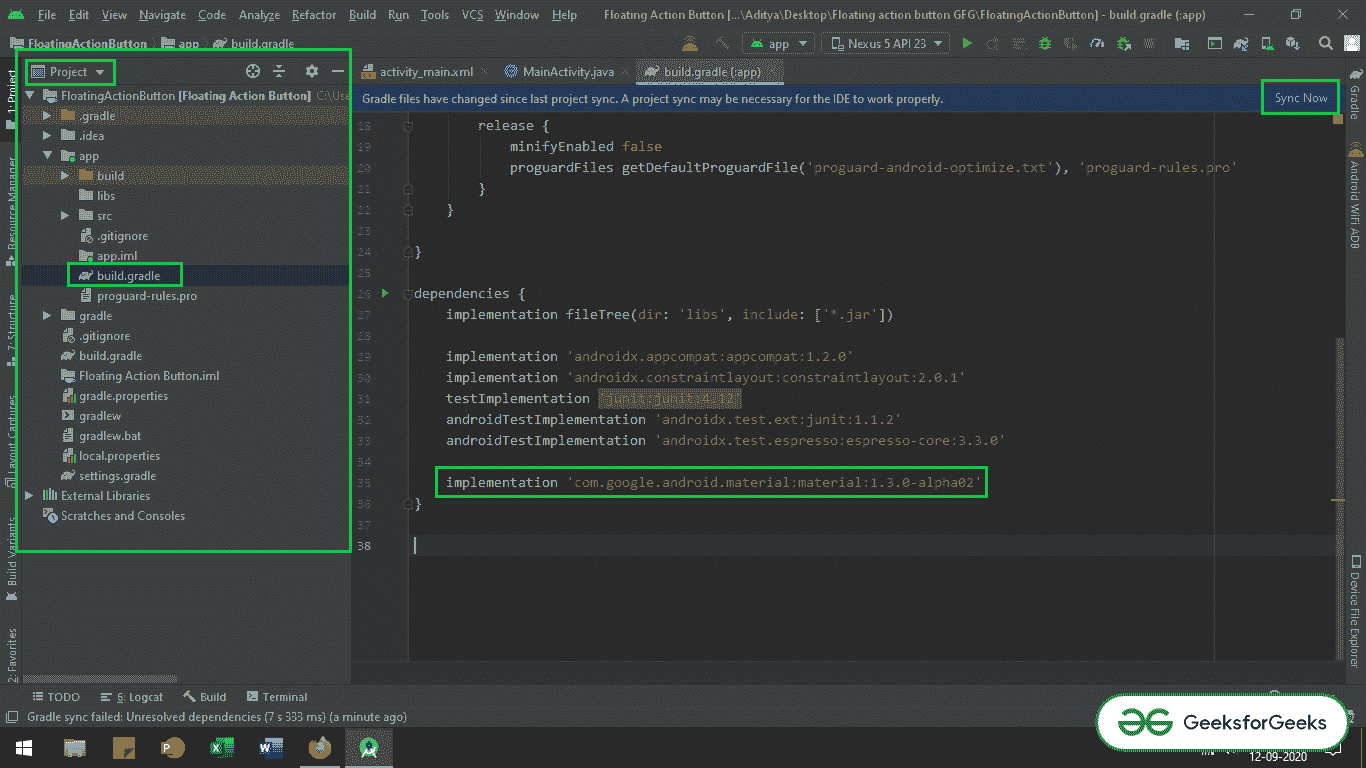 File Edit View Navigate Code Analyze Refactor Build Run Tools VCS Window Help Floating Action Button [...\Aditya\Desktop\Floating action button GFG\FloatingActionButton] - build.gradle (:app)
FloatingActionButton app build.gradle
app Nexus 5 API 23
Project
activity_main.xml MainActivity.java build.gradle (:app)
Gradle files have changed since last project sync. A project sync may be necessary for the IDE to work properly. Sync Now
FloatingActionButton [Floating Action Button] C:\Use
.gradle
.idea
app
build
libs
src
.gitignore
app.iml
build.gradle
proguard-rules.pro
gradle
.gitignore
build.gradle
Floating Action Button.iml
gradle.properties
gradlew
gradlew.bat
local.properties
settings.gradle
External Libraries
Scratches and Consoles
18 release {
19 minifyEnabled false
20 proguardFiles getDefaultProguardFile('proguard-android-optimize.txt'), 'proguard-rules.pro'
21 }
22 }
23
24 }
25
26 dependencies {
27 implementation fileTree(dir: 'libs', include: ['*.jar'])
28
29 implementation 'androidx.appcompat:appcompat:1.2.0'
30 implementation 'androidx.constraintlayout:constraintlayout:2.0.1'
31 testImplementation 'junit:junit:4.12'
32 androidTestImplementation 'androidx.test.ext:junit:1.1.2'
33 androidTestImplementation 'androidx.test.espresso:espresso-core:3.3.0'
34
35 implementation 'com.google.android.material:material:1.3.0-alpha02'
36 }
37
38
1: Project
Resource Manager
7: Structure
Layout Captures
Build Variants
2: Favorites
Gradle
Android WiFi ADB
Device File Explorer
TODO 6: Logcat Build Terminal
Gradle sync failed: Unresolved dependencies (7 s 333 ms) (a minute ago)
GeeksforGeeks
12-09-2020